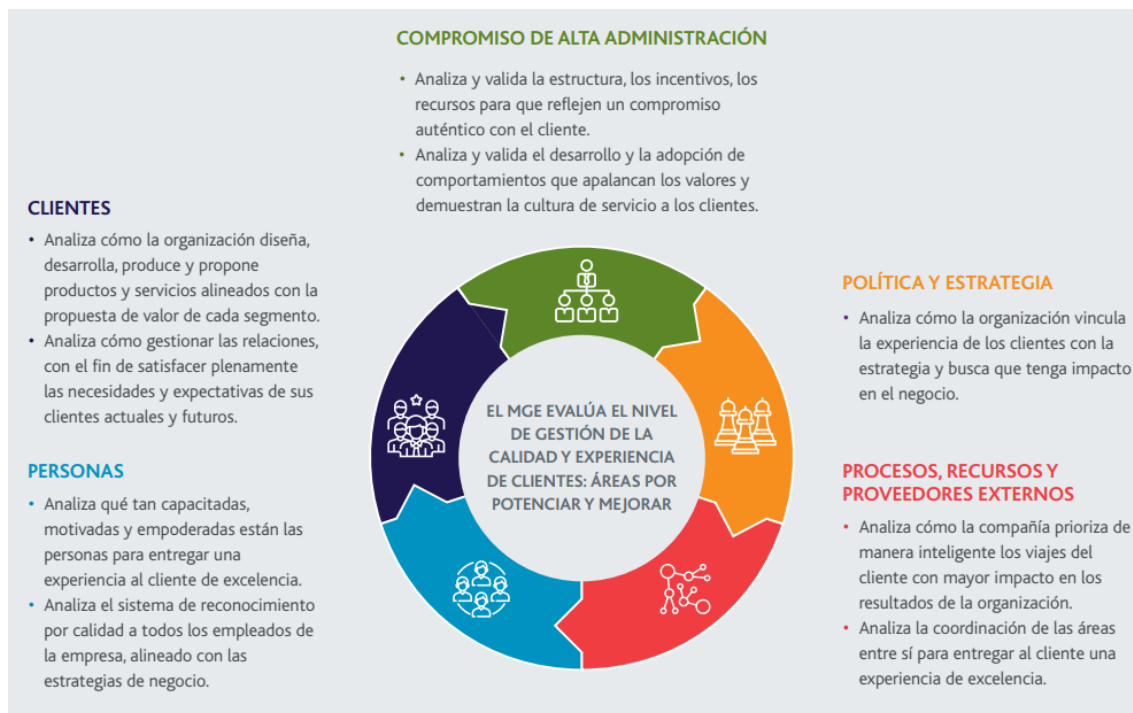 COMPROMISO DE ALTA ADMINISTRACIÓN
• Analiza y valida la estructura, los incentivos, los
recursos para que reflejen un compromiso
auténtico con el cliente.
• Analiza y valida el desarrollo y la adopción de
comportamientos que apalancan los valores y
demuestran la cultura de servicio a los clientes.
CLIENTES
• Analiza cómo la organización diseña,
desarrolla, produce y propone
productos y servicios alineados con la
propuesta de valor de cada segmento.
• Analiza cómo gestionar las relaciones,
con el fin de satisfacer plenamente
las necesidades y expectativas de sus
clientes actuales y futuros.
PERSONAS
• Analiza qué tan capacitadas,
motivadas y empoderadas están las
personas para entregar una
experiencia al cliente de excelencia.
• Analiza el sistema de reconocimiento
por calidad a todos los empleados de
la empresa, alineado con las
estrategias de negocio.
EL MGE EVALÚA EL NIVEL
DE GESTIÓN DE LA
CALIDAD Y EXPERIENCIA
DE CLIENTES: ÁREAS POR
POTENCIAR Y MEJORAR
POLÍTICA Y ESTRATEGIA
• Analiza cómo la organización vincula
la experiencia de los clientes con la
estrategia y busca que tenga impacto
en el negocio.
PROCESOS, RECURSOS Y
PROVEEDORES EXTERNOS
• Analiza cómo la compañía prioriza de
manera inteligente los viajes del
cliente con mayor impacto en los
resultados de la organización.
• Analiza la coordinación de las áreas
entre sí para entregar al cliente una
experiencia de excelencia.